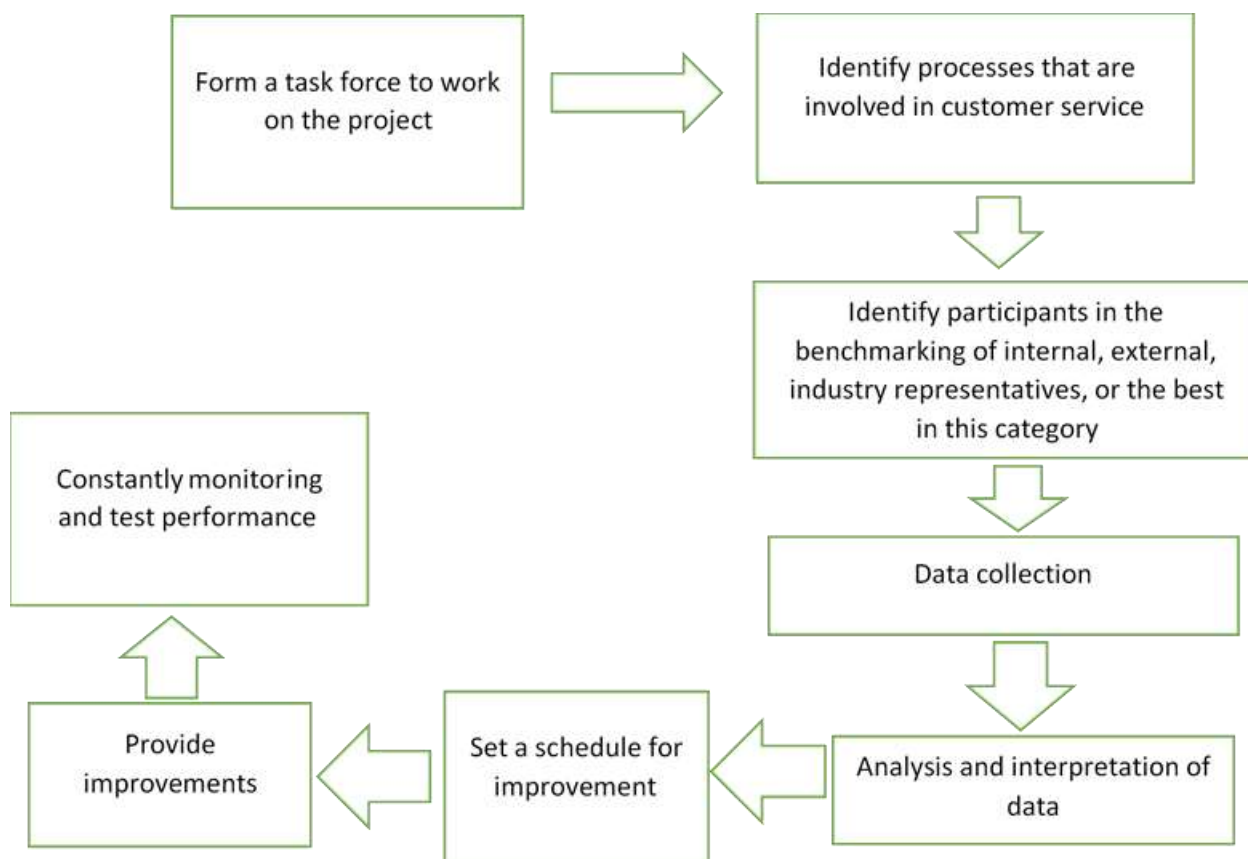 Form a task force to work
on the project
Identify processes that are
involved in customer service
Identify participants in the
benchmarking of internal, external,
industry representatives, or the best
in this category
Data collection
Analysis and interpretation of
data
Set a schedule for
improvement
Provide
improvements
Constantly monitoring
and test performance